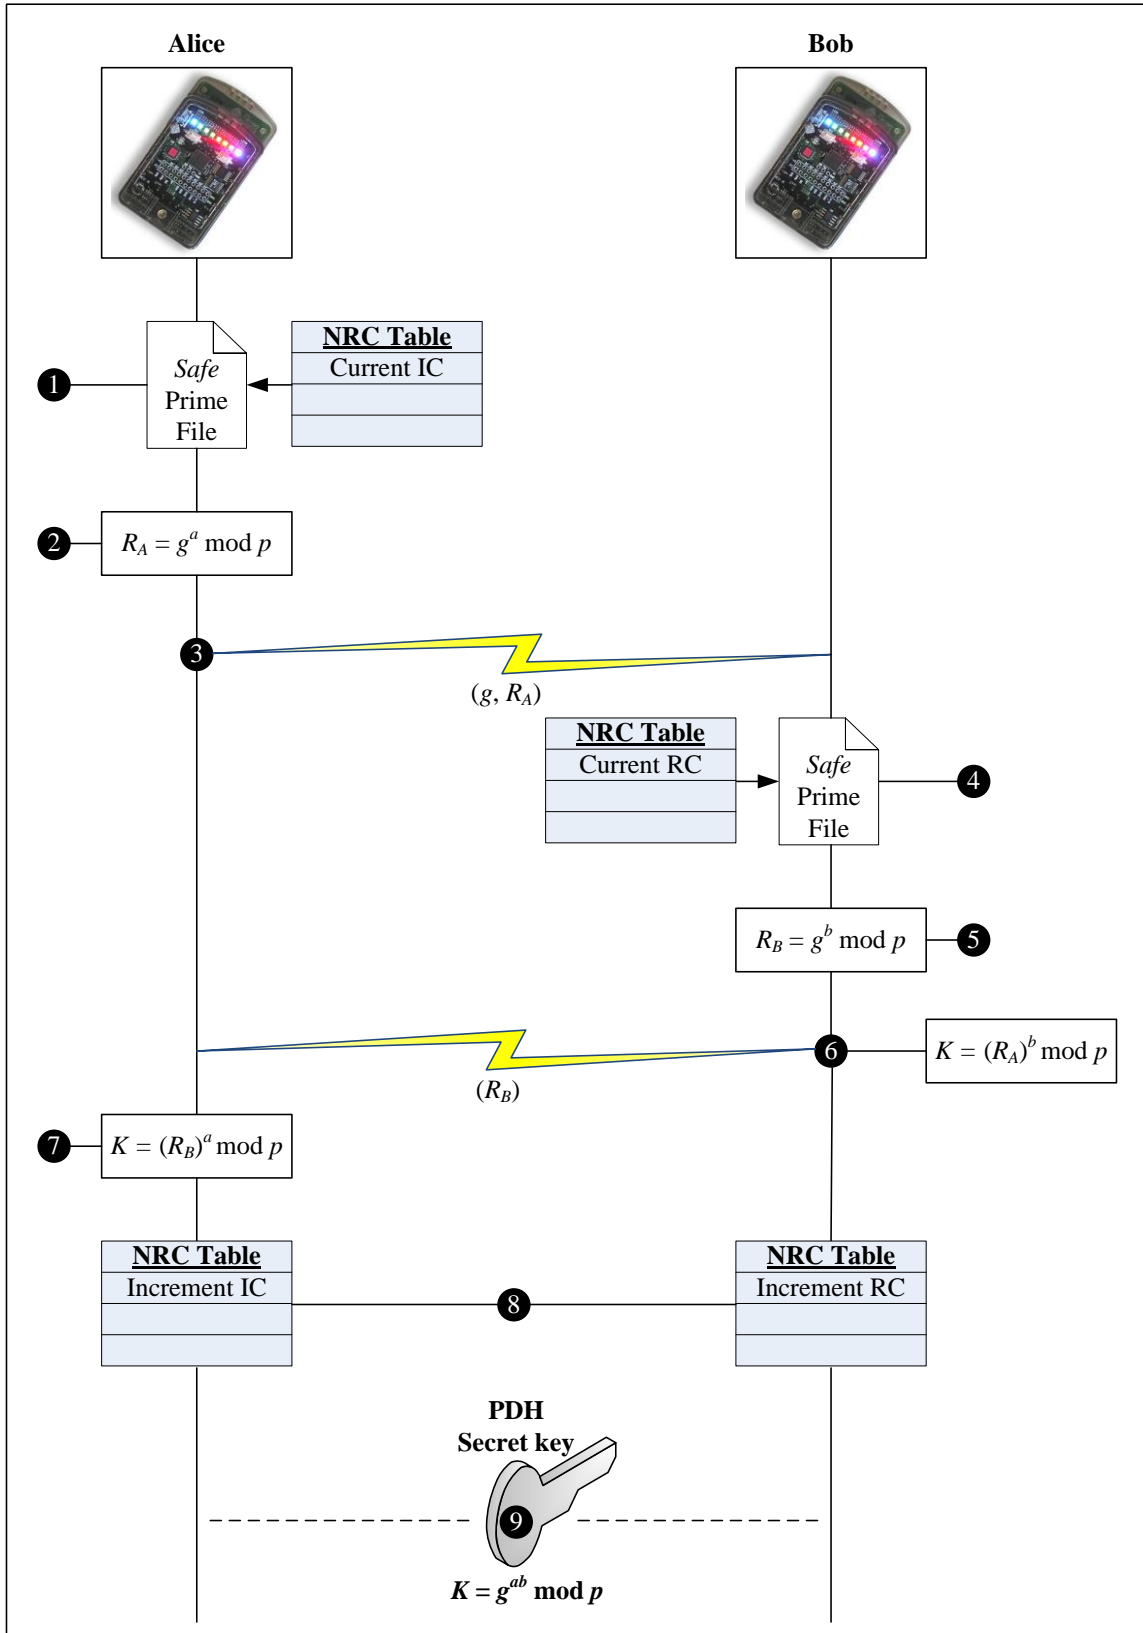 Alice
Bob
NRC Table
Current IC
1
Safe
Prime
File
2
R_A = g^a mod p
3
(g, R_A)
NRC Table
Current RC
Safe
Prime
File
4
R_B = g^b mod p
5
6
K = (R_A)^b mod p
(R_B)
7
K = (R_B)^a mod p
NRC Table
Increment IC
8
NRC Table
Increment RC
PDH
Secret key
9
K = g^ab mod p